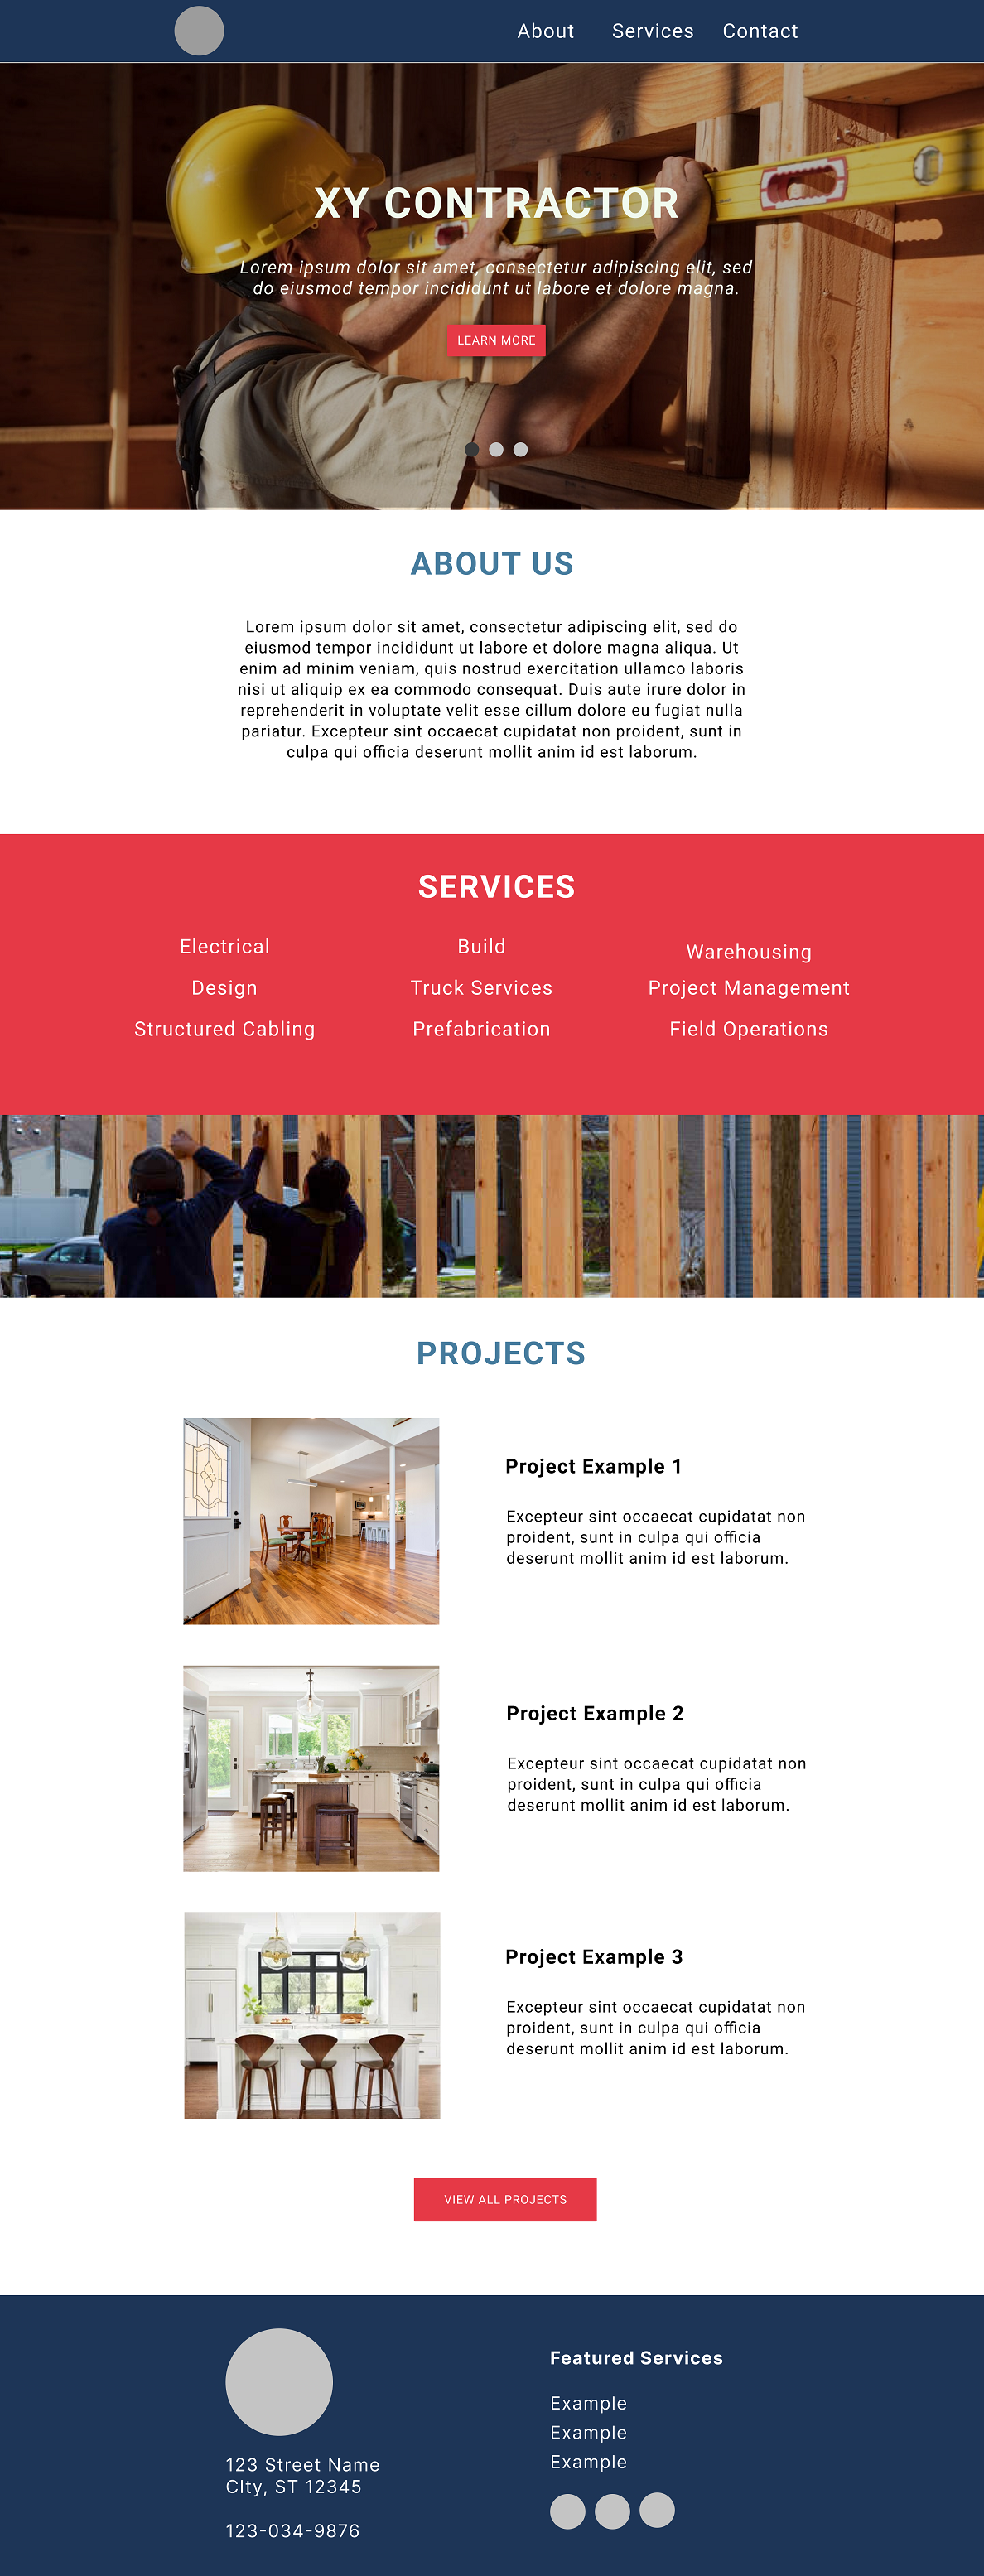 About Services Contact
XY CONTRACTOR
Lorem ipsum dolor sit amet, consectetur adipiscing elit, sed
do eiusmod tempor incididunt ut labore et dolore magna.
LEARN MORE
ABOUT US
Lorem ipsum dolor sit amet, consectetur adipiscing elit, sed do
eiusmod tempor incididunt ut labore et dolore magna aliqua. Ut
enim ad minim veniam, quis nostrud exercitation ullamco laboris
nisi ut aliquip ex ea commodo consequat. Duis aute irure dolor in
reprehenderit in voluptate velit esse cillum dolore eu fugiat nulla
pariatur. Excepteur sint occaecat cupidatat non proident, sunt in
culpa qui officia deserunt mollit anim id est laborum.
SERVICES
Electrical Build Warehousing
Design Truck Services Project Management
Structured Cabling Prefabrication Field Operations
PROJECTS
Project Example 1
Excepteur sint occaecat cupidatat non
proident, sunt in culpa qui officia
deserunt mollit anim id est laborum.
Project Example 2
Excepteur sint occaecat cupidatat non
proident, sunt in culpa qui officia
deserunt mollit anim id est laborum.
Project Example 3
Excepteur sint occaecat cupidatat non
proident, sunt in culpa qui officia
deserunt mollit anim id est laborum.
VIEW ALL PROJECTS
123 Street Name
CIty, ST 12345
123-034-9876
Featured Services
Example
Example
Example